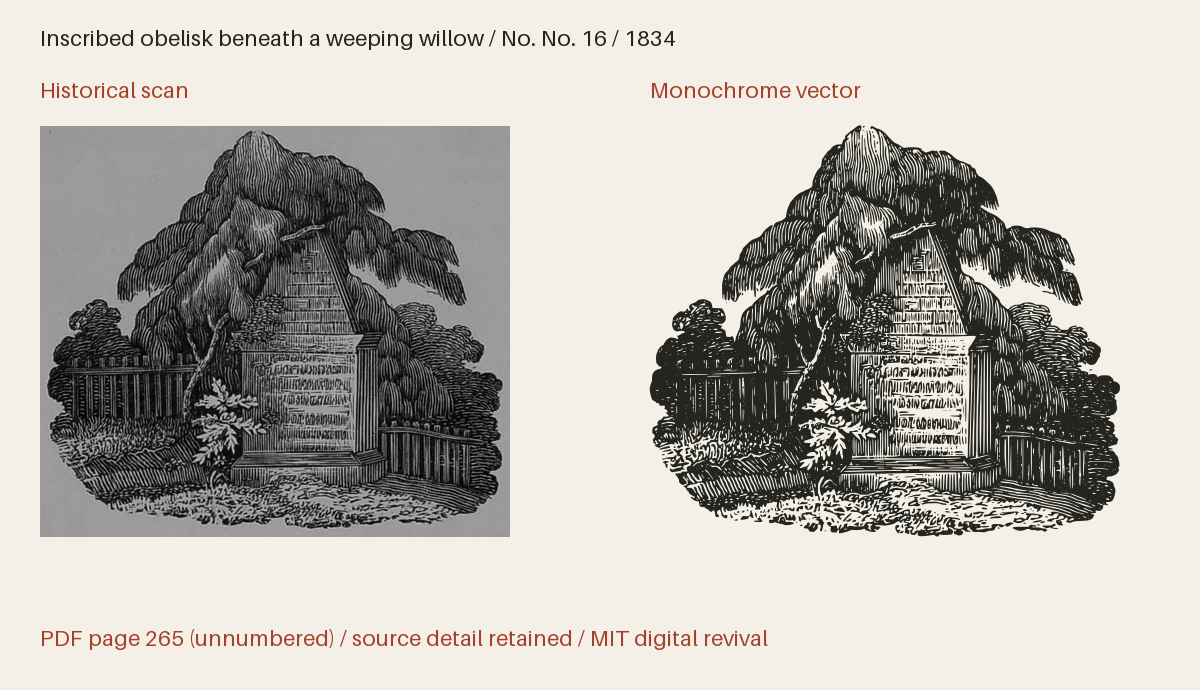 Inscribed obelisk beneath a weeping willow / No. No. 16 / 1834
Historical scan
Monochrome vector
PDF page 265 (unnumbered) / source detail retained / MIT digital revival